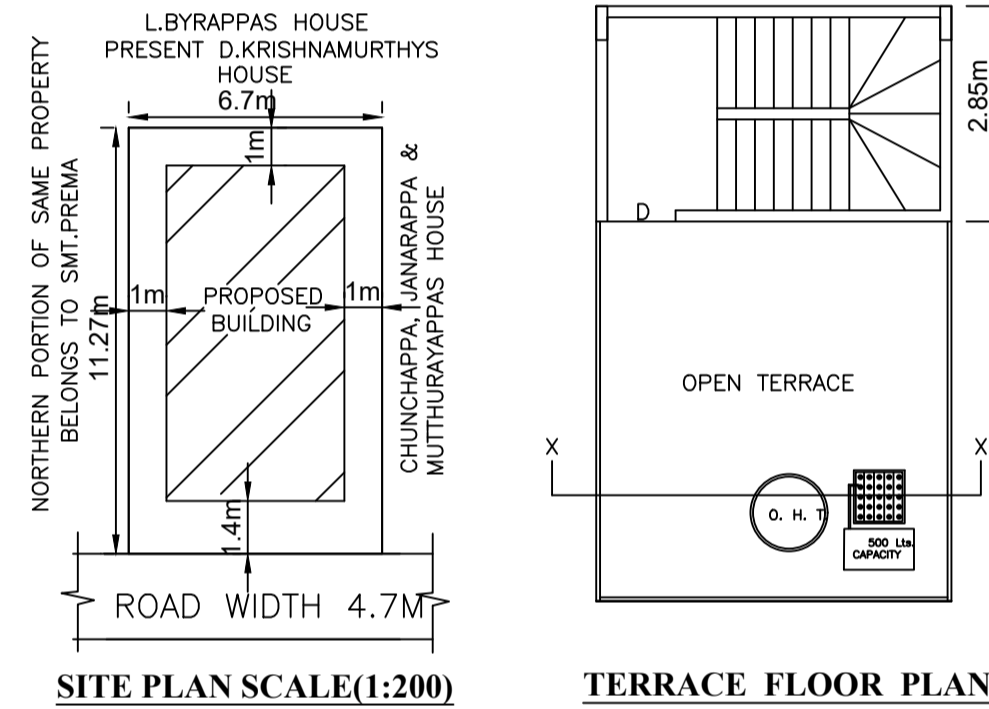 L.BYRAPPAS HOUSE
PRESENT D.KRISHNAMURTHYS
HOUSE
6.7m
1m
NORTHERN PORTION OF SAME PROPERTY
BELONGS TO SMT.PREMA
11.27m
1m
PROPOSED
BUILDING
1m
CHUNCHAPPA, JANARAPPA &
MUTTHURAYAPPAS HOUSE
1.4m
ROAD WIDTH 4.7M
SITE PLAN SCALE(1:200)
2.85m
D
OPEN TERRACE
X
X
O. H. T.
500 Lts.
CAPACITY
TERRACE FLOOR PLAN